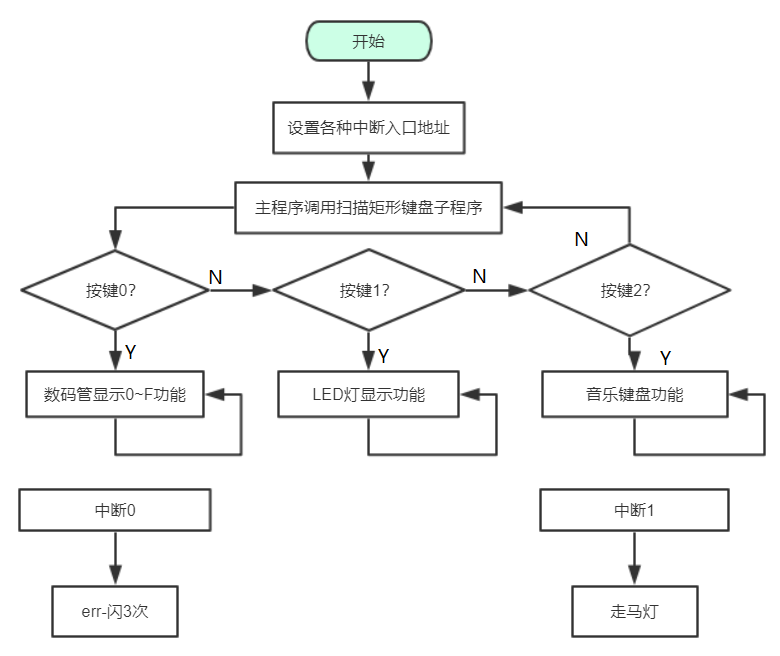 开始
设置各种中断入口地址
主程序调用扫描矩形键盘子程序
N
按键0?
N
按键1?
N
按键2?
Y
Y
Y
数码管显示0~F功能
LED灯显示功能
音乐键盘功能
中断0
中断1
err-闪3次
走马灯